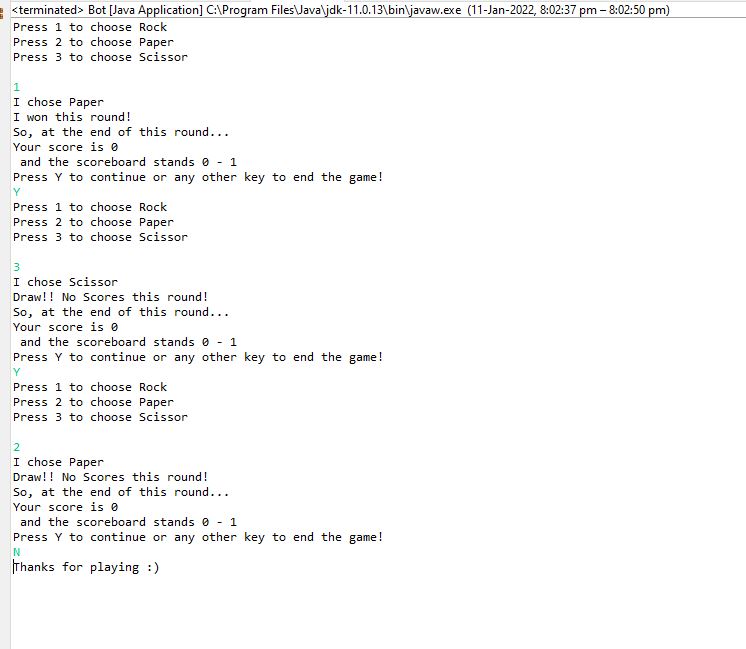 <terminated> Bot [Java Application] C:\Program Files\Java\jdk-11.0.13\bin\javaw.exe (11-Jan-2022, 8:02:37 pm – 8:02:50 pm)
Press 1 to choose Rock
Press 2 to choose Paper
Press 3 to choose Scissor

1
I chose Paper
I won this round!
So, at the end of this round...
Your score is 0
 and the scoreboard stands 0 - 1
Press Y to continue or any other key to end the game!
Y
Press 1 to choose Rock
Press 2 to choose Paper
Press 3 to choose Scissor

3
I chose Scissor
Draw!! No Scores this round!
So, at the end of this round...
Your score is 0
 and the scoreboard stands 0 - 1
Press Y to continue or any other key to end the game!
Y
Press 1 to choose Rock
Press 2 to choose Paper
Press 3 to choose Scissor

2
I chose Paper
Draw!! No Scores this round!
So, at the end of this round...
Your score is 0
 and the scoreboard stands 0 - 1
Press Y to continue or any other key to end the game!
N
Thanks for playing :)